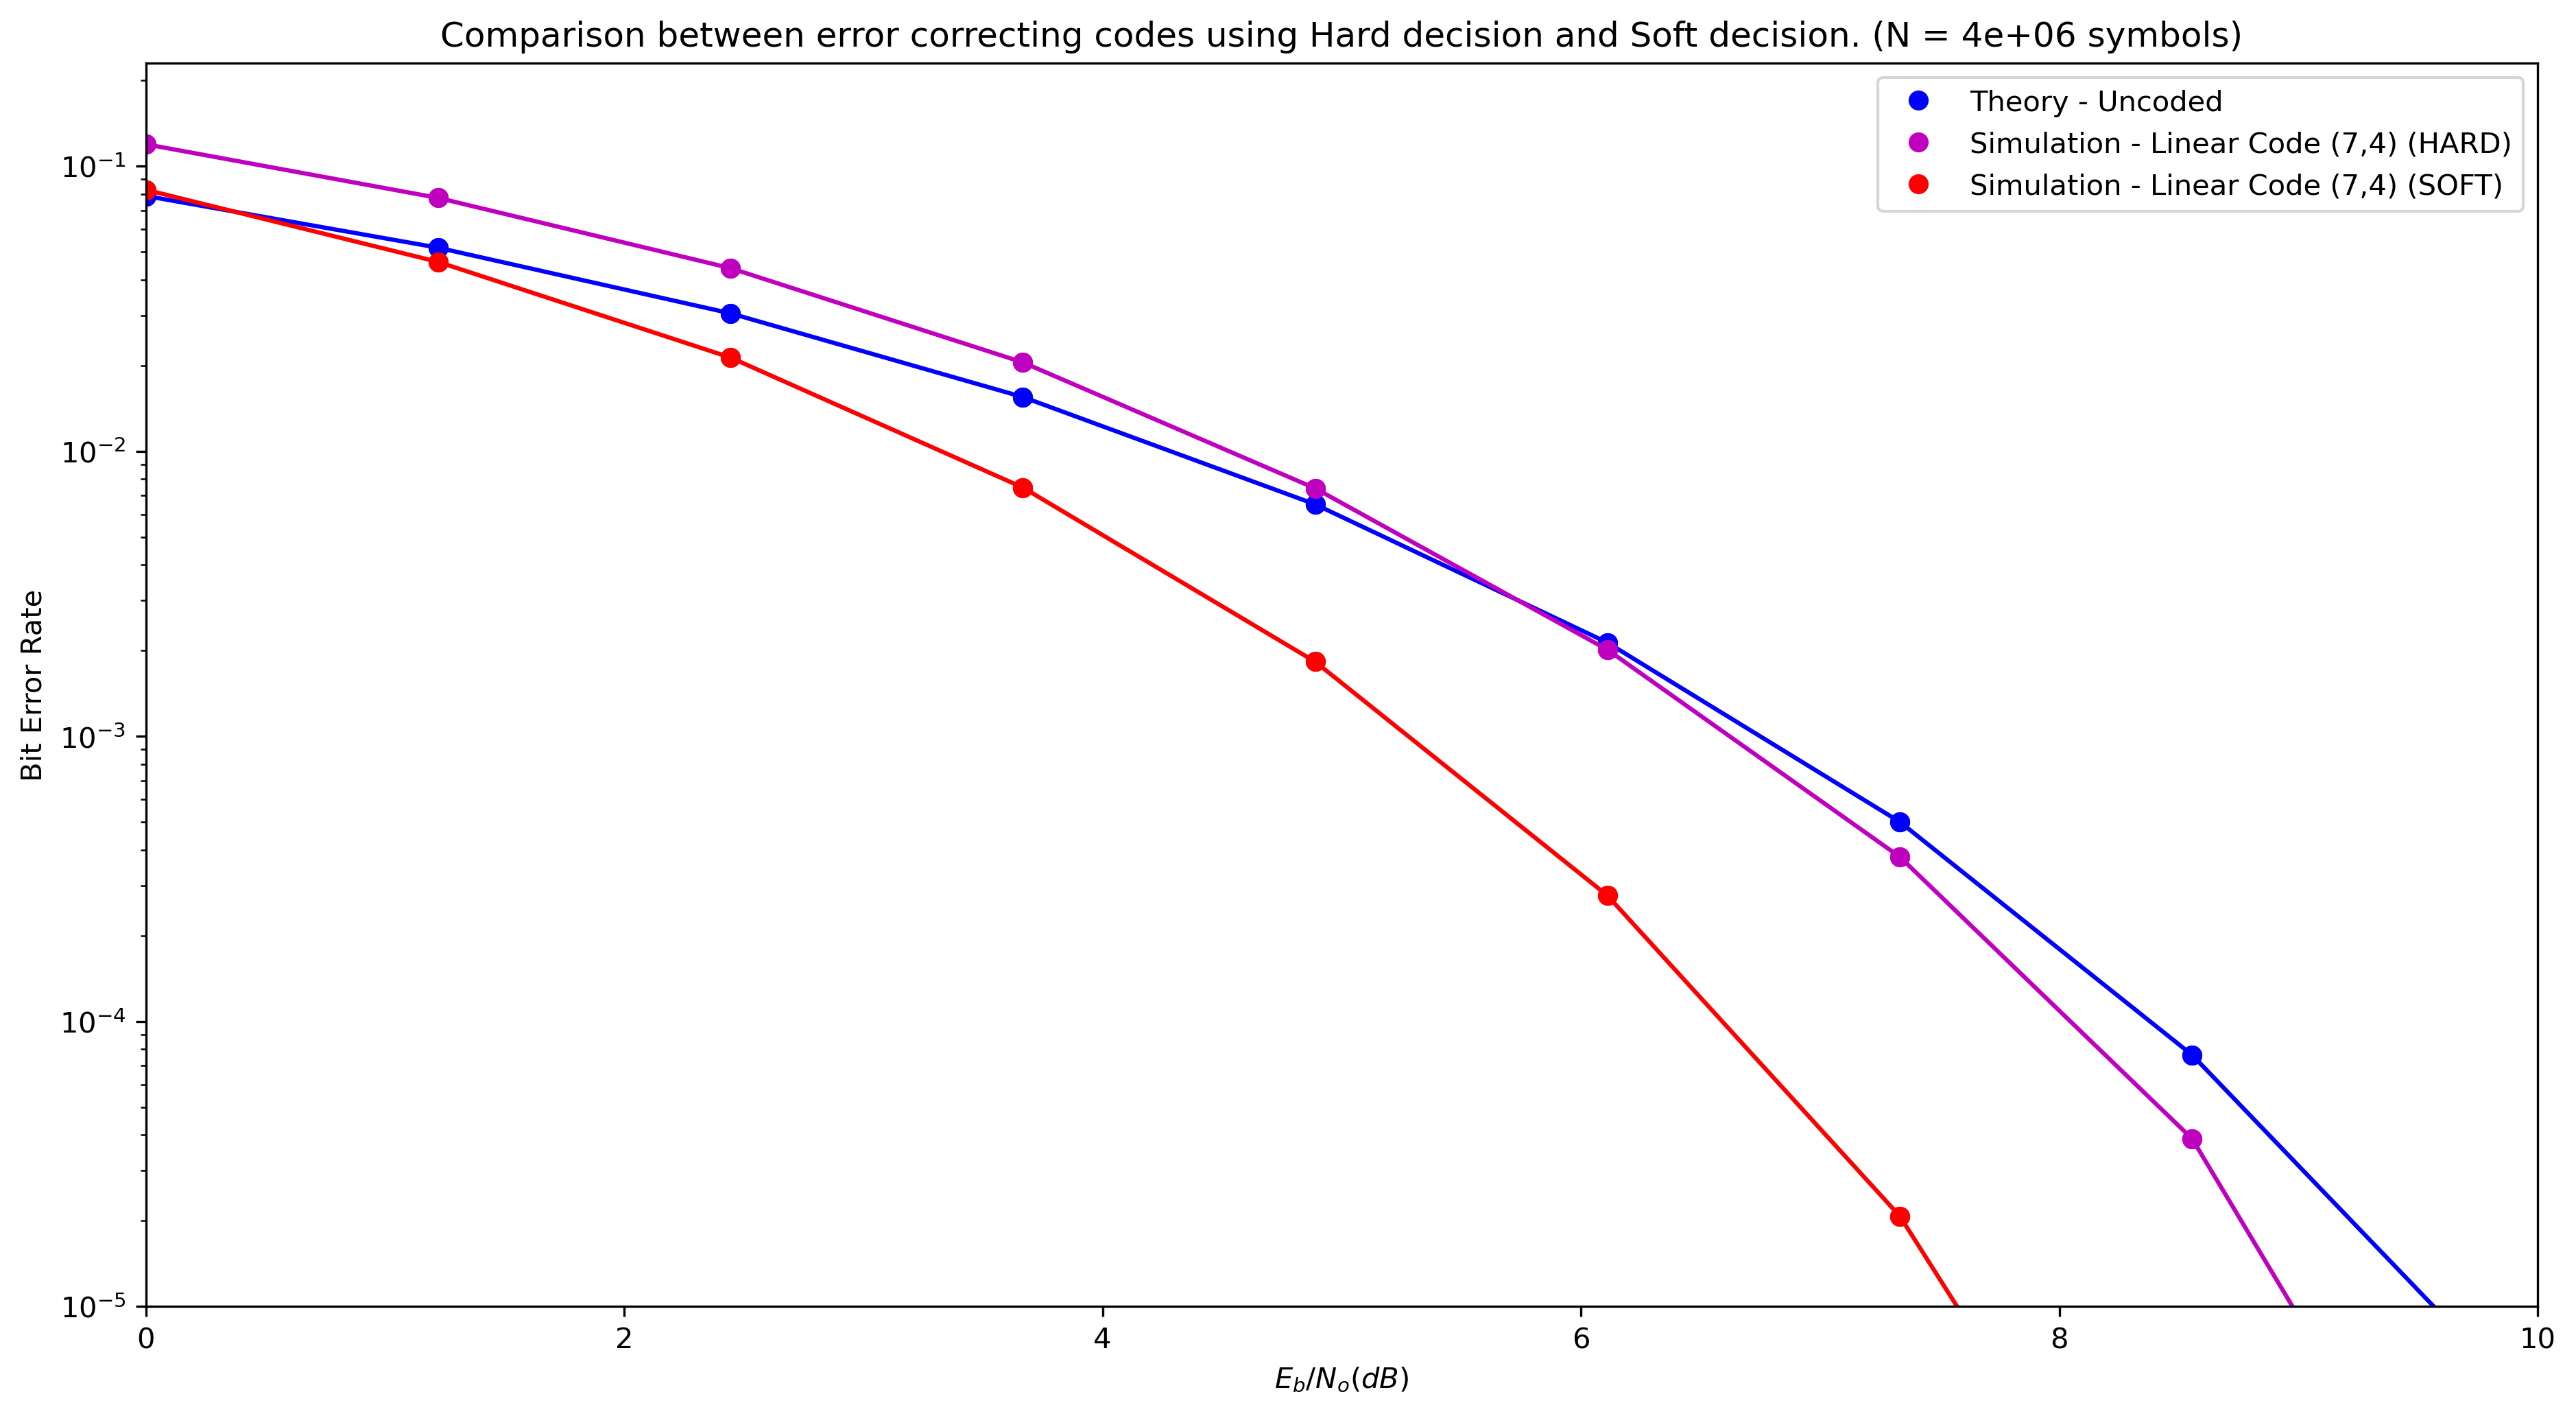 Comparison between error correcting codes using Hard decision and Soft decision. (N = 4e+06 symbols)
Theory - Uncoded
Simulation - Linear Code (7,4) (HARD)
Simulation - Linear Code (7,4) (SOFT)
Bit Error Rate
10⁻¹
10⁻²
10⁻³
10⁻⁴
10⁻⁵
0 2 4 6 8 10
E_b/N_o(dB)